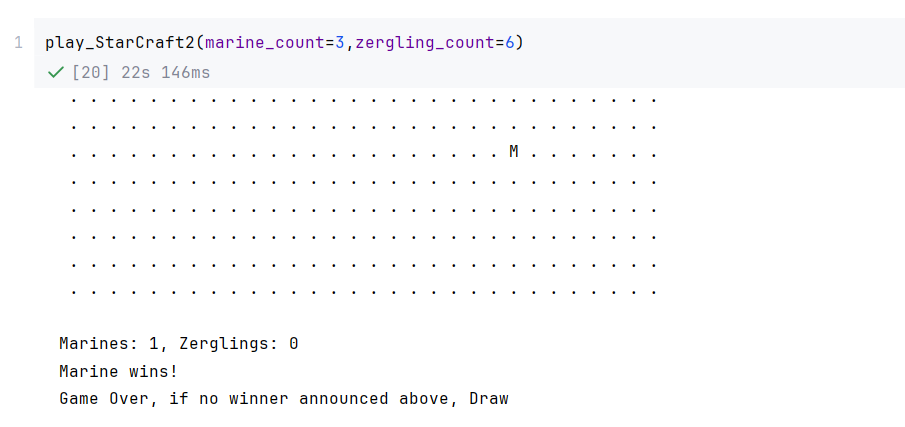 1 play_StarCraft2(marine_count=3,zergling_count=6)
✓ [20] 22s 146ms
. . . . . . . . . . . . . . . . . . . . . . . . . . . . . .
. . . . . . . . . . . . . . . . . . . . . . . . . . . . . .
. . . . . . . . . . . . . . . . . . . . . . M . . . . . . .
. . . . . . . . . . . . . . . . . . . . . . . . . . . . . .
. . . . . . . . . . . . . . . . . . . . . . . . . . . . . .
. . . . . . . . . . . . . . . . . . . . . . . . . . . . . .
. . . . . . . . . . . . . . . . . . . . . . . . . . . . . .
. . . . . . . . . . . . . . . . . . . . . . . . . . . . . .
Marines: 1, Zerglings: 0
Marine wins!
Game Over, if no winner announced above, Draw